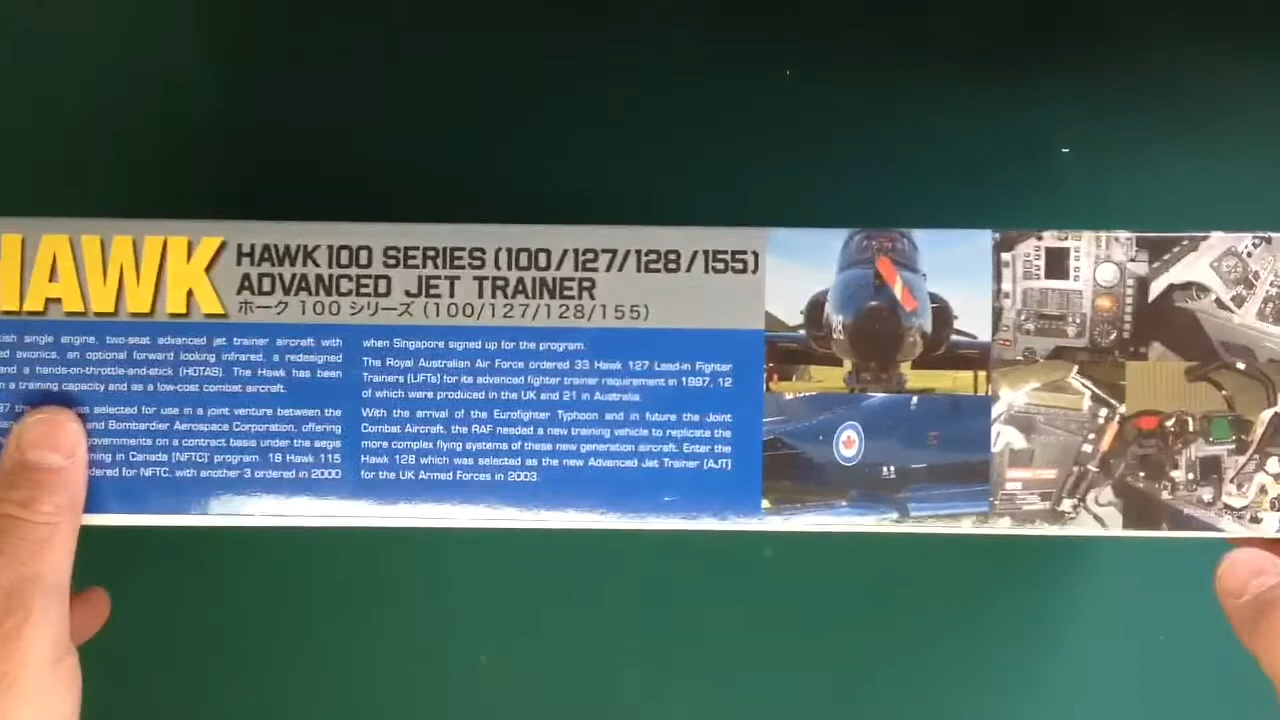 HAWK
HAWK 100 SERIES (100/127/128/155)
ADVANCED JET TRAINER
ホーク 100 シリーズ (100/127/128/155)
single engine, two-seat advanced jet trainer aircraft with
avionics, an optional forward looking infrared, a redesigned
and a hands-on-throttle-and-stick (HOTAS). The Hawk has been
a training capacity and as a low-cost combat aircraft.
was selected for use in a joint venture between the
and Bombardier Aerospace Corporation, offering
governments on a contract basis under the aegis
in Canada (NFTC) program. 18 Hawk 115
for NFTC, with another 3 ordered in 2000
when Singapore signed up for the program.
The Royal Australian Air Force ordered 33 Hawk 127 Lead-in Fighter
Trainers (LIFTs) for its advanced fighter trainer requirement in 1997, 12
of which were produced in the UK and 21 in Australia.
With the arrival of the Eurofighter Typhoon and in future the Joint
Combat Aircraft, the RAF needed a new training vehicle to replicate the
more complex flying systems of these new generation aircraft. Enter the
Hawk 128 which was selected as the new Advanced Jet Trainer (AJT)
for the UK Armed Forces in 2003.